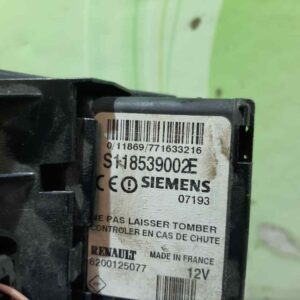 0/11869/771633216
S118539002E
CE SIEMENS
07193
NE PAS LAISSER TOMBER
CONTROLER EN CAS DE CHUTE
RENAULT MADE IN FRANCE
8200125077 12V